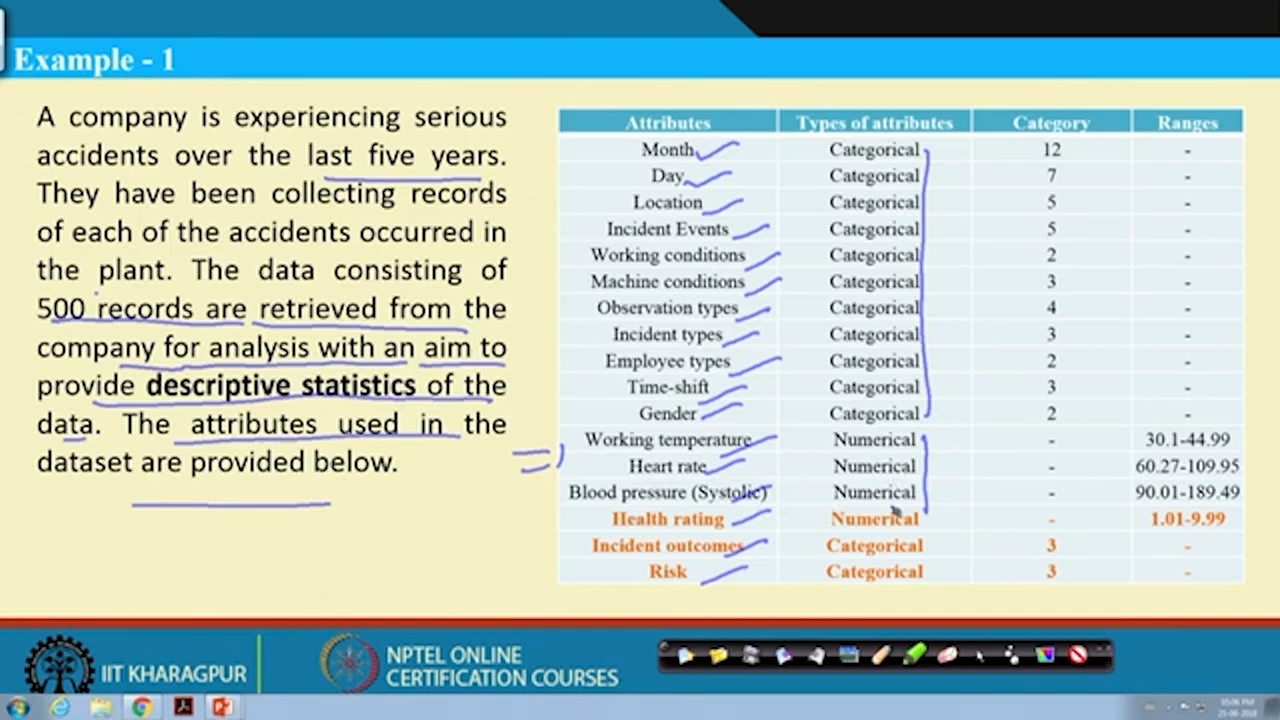 Example - 1
A company is experiencing serious
accidents over the last five years.
They have been collecting records
of each of the accidents occurred in
the plant. The data consisting of
500 records are retrieved from the
company for analysis with an aim to
provide descriptive statistics of the
data. The attributes used in the
dataset are provided below.
Attributes Types of attributes Category Ranges
Month Categorical 12 -
Day Categorical 7 -
Location Categorical 5 -
Incident Events Categorical 5 -
Working conditions Categorical 2 -
Machine conditions Categorical 3 -
Observation types Categorical 4 -
Incident types Categorical 3 -
Employee types Categorical 2 -
Time-shift Categorical 3 -
Gender Categorical 2 -
Working temperature Numerical - 30.1-44.99
Heart rate Numerical - 60.27-109.95
Blood pressure (Systolic) Numerical - 90.01-189.49
Health rating Numerical - 1.01-9.99
Incident outcomes Categorical 3 -
Risk Categorical 3 -
IIT KHARAGPUR
NPTEL ONLINE
CERTIFICATION COURSES